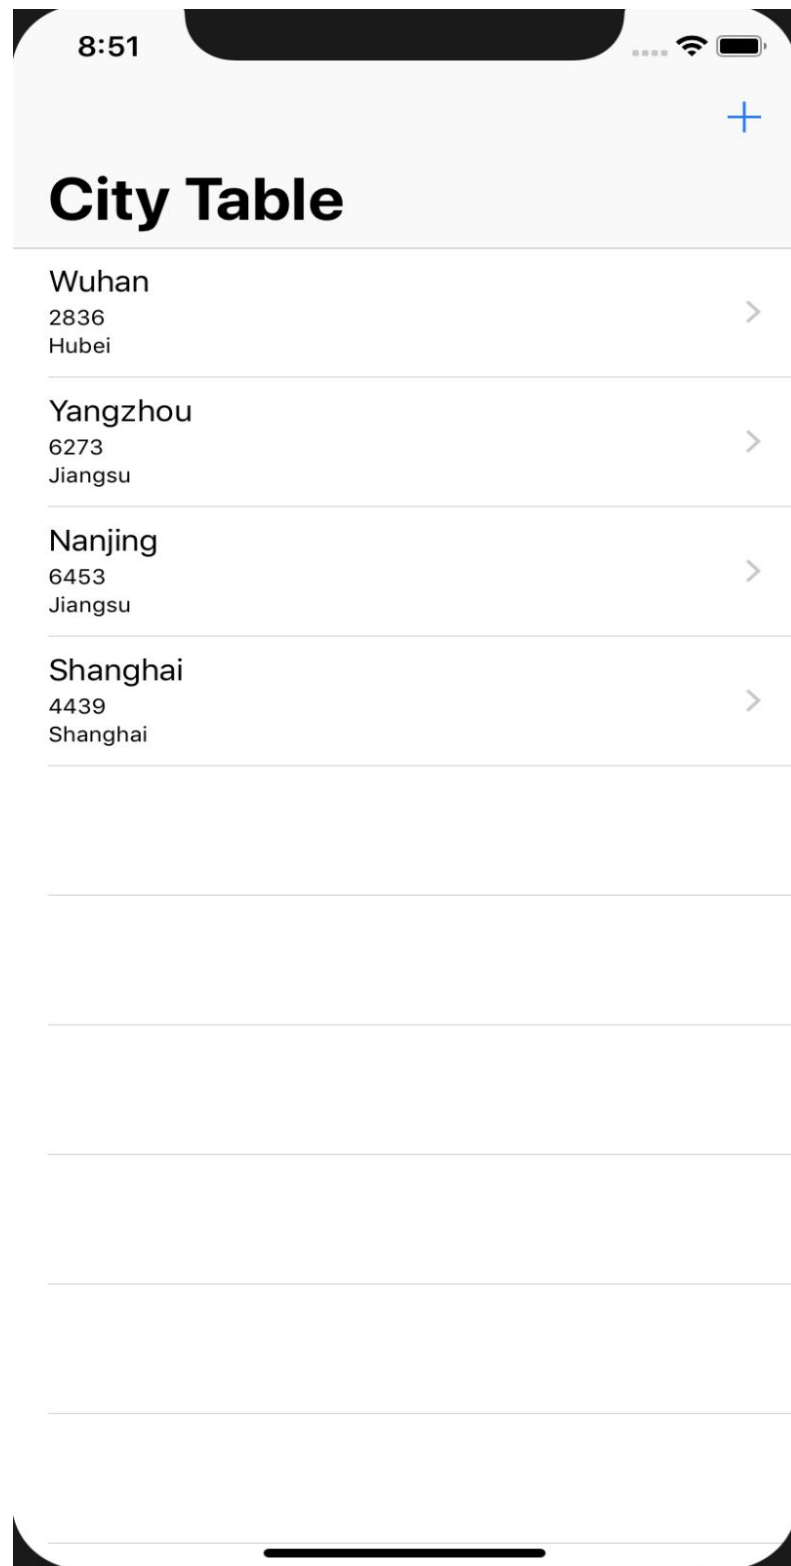 8:51
City Table
Wuhan
2836
Hubei
Yangzhou
6273
Jiangsu
Nanjing
6453
Jiangsu
Shanghai
4439
Shanghai